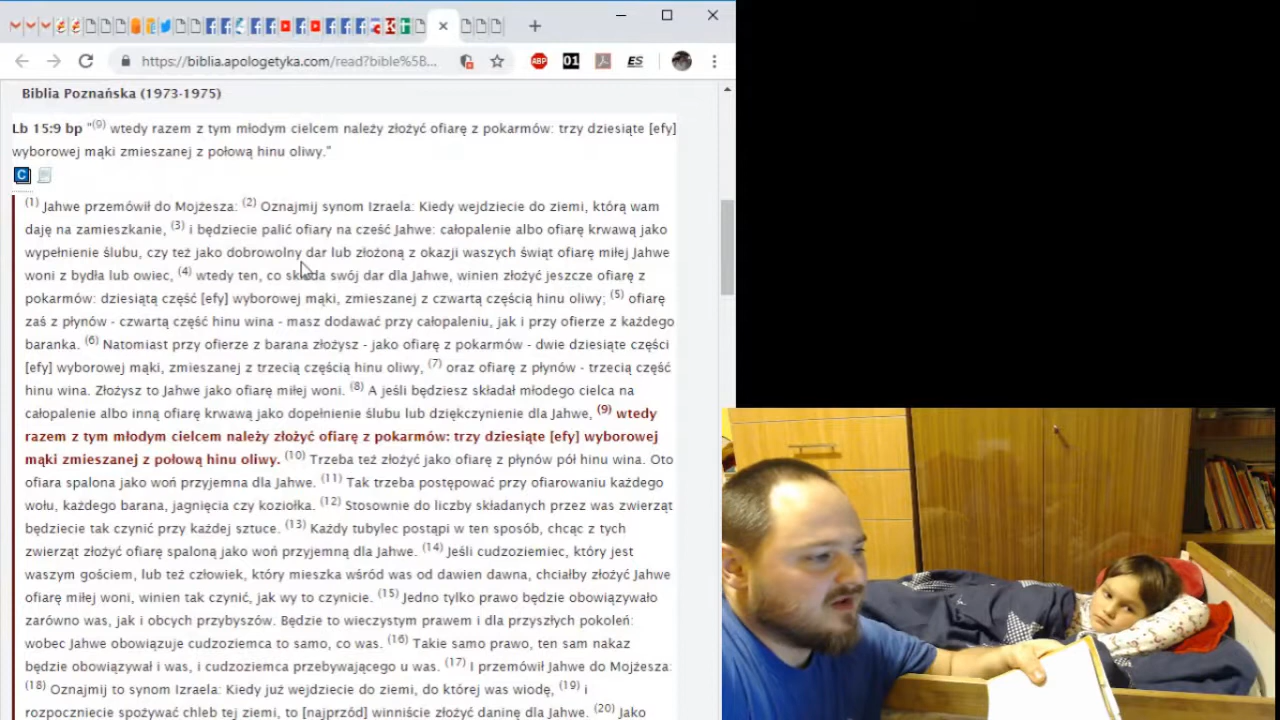 https://biblia.apologetyka.com/read?bible%5B...
ABP
01
ES
Biblia Poznańska (1973-1975)
Lb 15:9 bp "(9) wtedy razem z tym młodym cielcem należy złożyć ofiarę z pokarmów: trzy dziesiąte [efy]
wyborowej mąki zmieszanej z połową hinu oliwy."
C
(1) Jahwe przemówił do Mojżesza: (2) Oznajmij synom Izraela: Kiedy wejdziecie do ziemi, którą wam
daję na zamieszkanie, (3) i będziecie palić ofiary na cześć Jahwe: całopalenie albo ofiarę krwawą jako
wypełnienie ślubu, czy też jako dobrowolny dar lub złożoną z okazji waszych świąt ofiarę miłej Jahwe
woni z bydła lub owiec, (4) wtedy ten, co składa swój dar dla Jahwe, winien złożyć jeszcze ofiarę z
pokarmów: dziesiątą część [efy] wyborowej mąki, zmieszanej z czwartą częścią hinu oliwy; (5) ofiarę
zaś z płynów - czwartą część hinu wina - masz dodawać przy całopaleniu, jak i przy ofierze z każdego
baranka. (6) Natomiast przy ofierze z barana złożysz - jako ofiarę z pokarmów - dwie dziesiąte części
[efy] wyborowej mąki, zmieszanej z trzecią częścią hinu oliwy, (7) oraz ofiarę z płynów - trzecią część
hinu wina. Złożysz to Jahwe jako ofiarę miłej woni. (8) A jeśli będziesz składał młodego cielca na
całopalenie albo inną ofiarę krwawą jako dopełnienie ślubu lub dziękczynienie dla Jahwe, (9) wtedy
razem z tym młodym cielcem należy złożyć ofiarę z pokarmów: trzy dziesiąte [efy] wyborowej
mąki zmieszanej z połową hinu oliwy. (10) Trzeba też złożyć jako ofiarę z płynów pół hinu wina. Oto
ofiara spalona jako woń przyjemna dla Jahwe. (11) Tak trzeba postępować przy ofiarowaniu każdego
wołu, każdego barana, jagnięcia czy koziołka. (12) Stosownie do liczby składanych przez was zwierząt
będziecie tak czynić przy każdej sztuce. (13) Każdy tubylec postąpi w ten sposób, chcąc z tych
zwierząt złożyć ofiarę spaloną jako woń przyjemną dla Jahwe. (14) Jeśli cudzoziemiec, który jest
waszym gościem, lub też człowiek, który mieszka wśród was od dawien dawna, chciałby złożyć Jahwe
ofiarę miłej woni, winien tak czynić, jak wy to czynicie. (15) Jedno tylko prawo będzie obowiązywało
zarówno was, jak i obcych przybyszów. Będzie to wieczystym prawem i dla przyszłych pokoleń:
wobec Jahwe obowiązuje cudzoziemca to samo, co was. (16) Takie samo prawo, ten sam nakaz
będzie obowiązywał i was, i cudzoziemca przebywającego u was. (17) I przemówił Jahwe do Mojżesza:
(18) Oznajmij to synom Izraela: Kiedy już wejdziecie do ziemi, do której was wiodę, (19) i
rozpoczniecie spożywać chleb tej ziemi, to [najprzód] winniście złożyć daninę dla Jahwe. (20) Jako